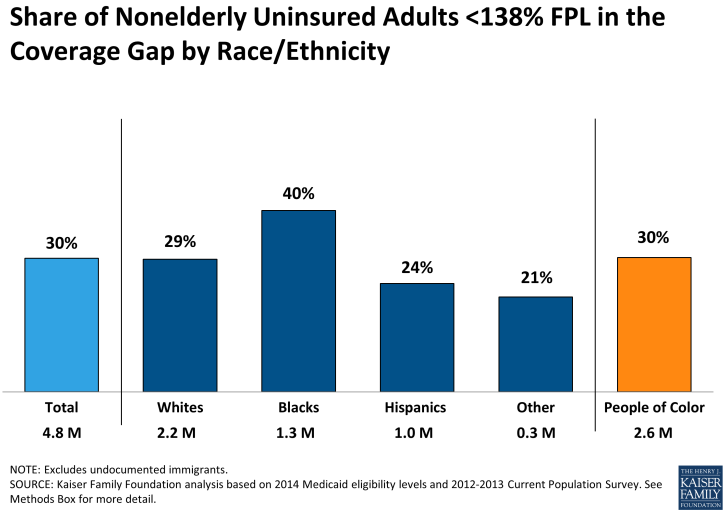 Share of Nonelderly Uninsured Adults <138% FPL in the
Coverage Gap by Race/Ethnicity
30%
29%
40%
24%
21%
30%
Total
Whites
Blacks
Hispanics
Other
People of Color
4.8 M
2.2 M
1.3 M
1.0 M
0.3 M
2.6 M
NOTE: Excludes undocumented immigrants.
SOURCE: Kaiser Family Foundation analysis based on 2014 Medicaid eligibility levels and 2012-2013 Current Population Survey. See
Methods Box for more detail.
THE HENRY J.
KAISER
FAMILY
FOUNDATION